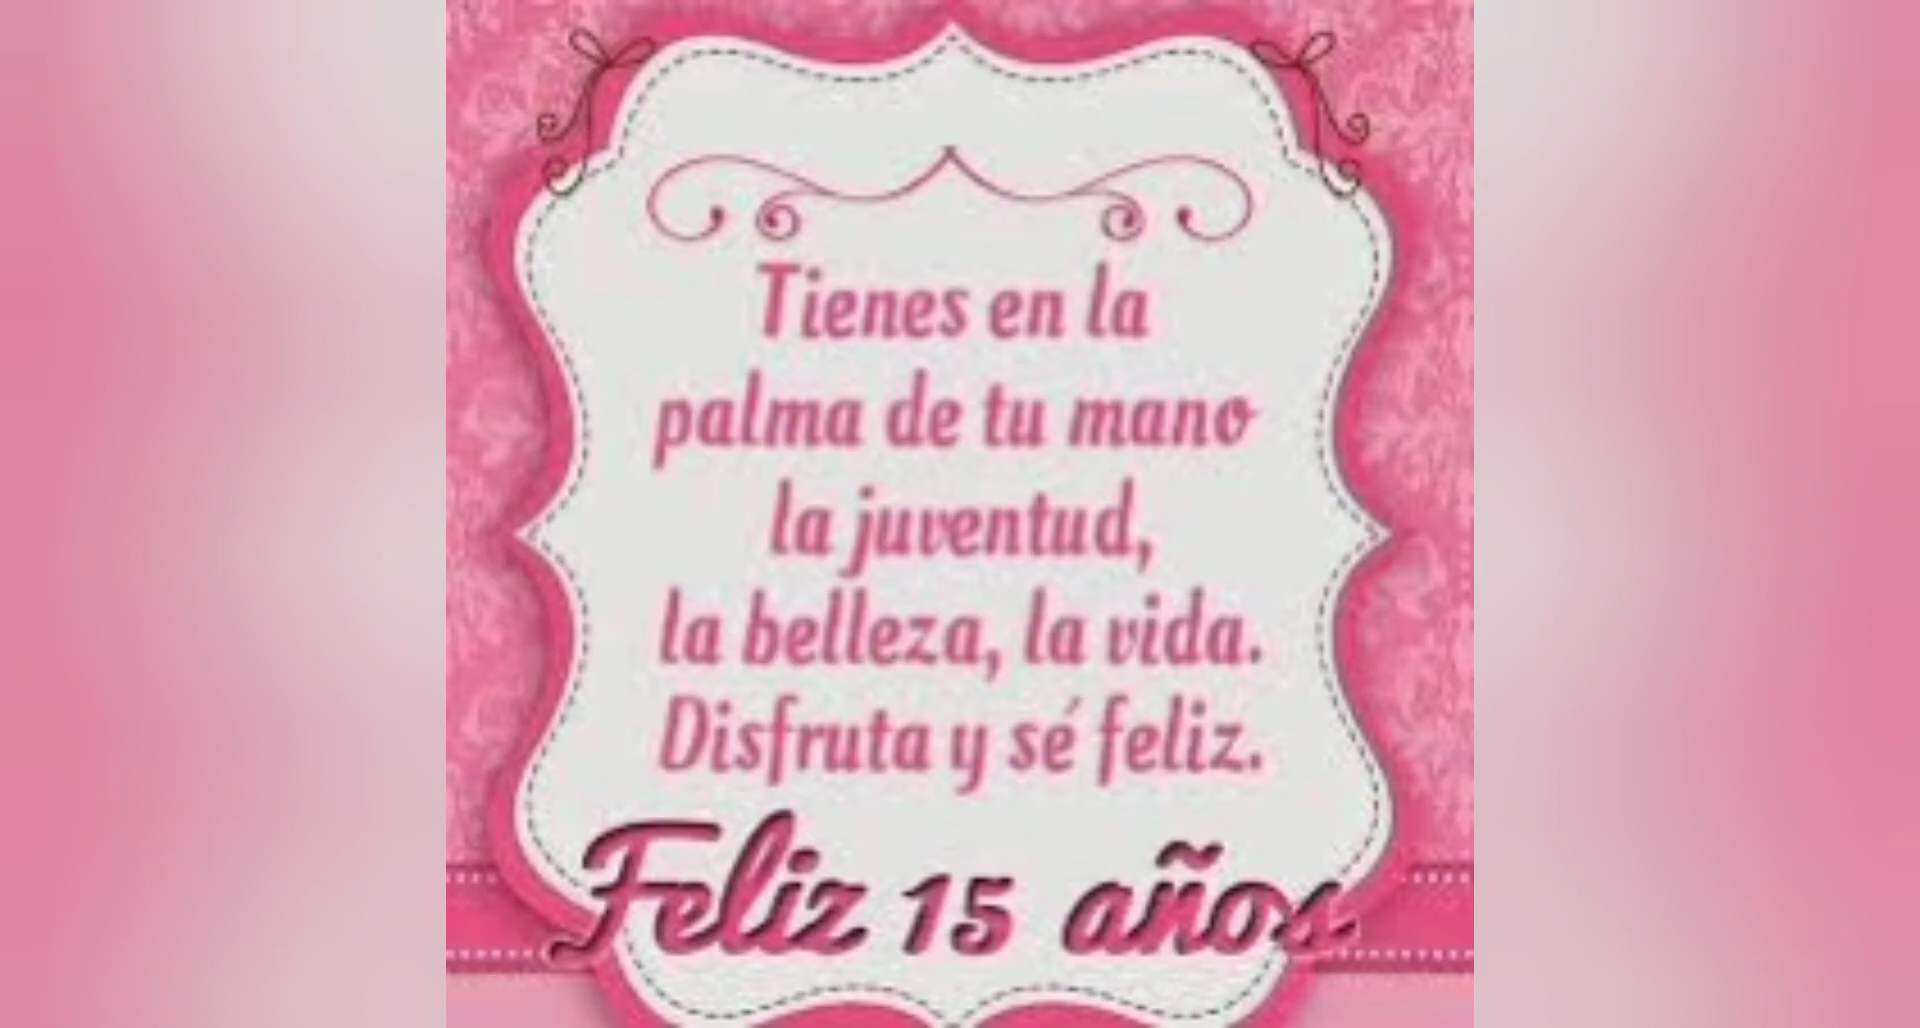 Tienes en la
palma de tu mano
la juventud,
la belleza, la vida.
Disfruta y sé feliz.
Feliz 15 años